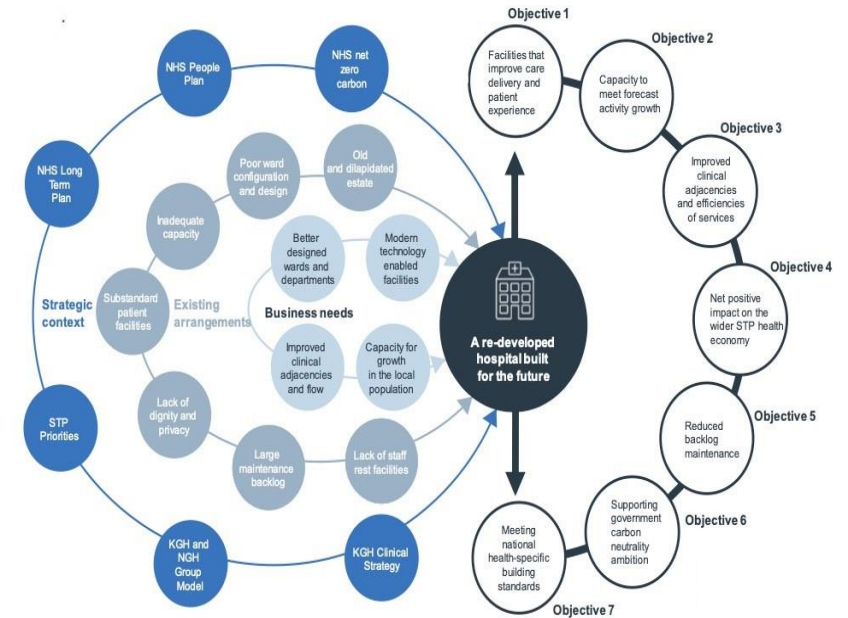 Objective 1
Facilities that
improve care
delivery and
patient
experience
Objective 2
Capacity to
meet forecast
activity growth
Objective 3
Improved
clinical
adjacencies
and efficiencies
of services
Objective 4
Net positive
impact on the
wider STP health
economy
Objective 5
Reduced
backlog
maintenance
Objective 6
Supporting
government
carbon
neutrality
ambition
Objective 7
Meeting
national
health-specific
building
standards
NHS net
zero
carbon
NHS People
Plan
NHS Long
Term
Plan
Strategic
context
STP
Priorities
KGH and
NGH
Group
Model
KGH Clinical
Strategy
Old
and dilapidated
estate
Poor ward
configuration
and design
Inadequate
capacity
Substandard
patient
facilities
Existing
arrangements
Lack of
dignity and
privacy
Large
maintenance
backlog
Lack of staff
rest facilities
Better
designed
wards and
departments
Modern
technology
enabled
facilities
Business needs
Improved
clinical
adjacencies
and flow
Capacity for
growth
in the local
population
A re-developed
hospital built
for the future